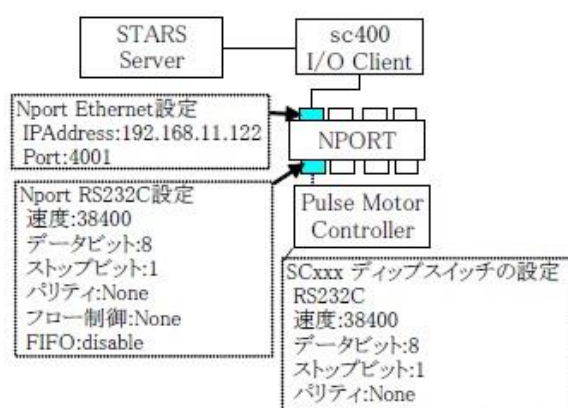 STARS
Server
sc400
I/O Client
Nport Ethernet設定
IPAddress:192.168.11.122
Port:4001
NPORT
Nport RS232C設定
速度:38400
データビット:8
ストップビット:1
パリティ:None
フロー制御:None
FIFO:disable
Pulse Motor
Controller
SCxxx ディップスイッチの設定
RS232C
速度:38400
データビット:8
ストップビット:1
パリティ:None